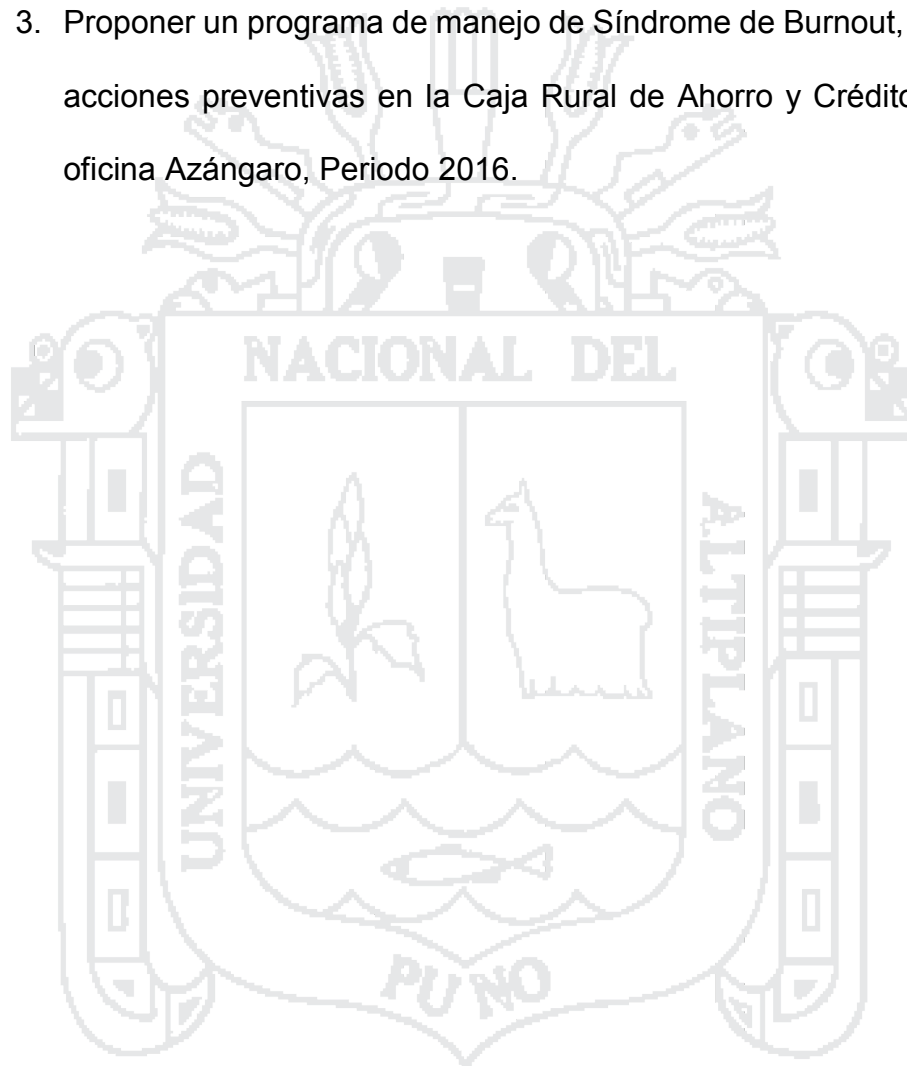 3. Proponer un programa de manejo de Síndrome de Burnout,
acciones preventivas en la Caja Rural de Ahorro y Crédito
oficina Azángaro, Periodo 2016.
NACIONAL DEL
UNIVERSIDAD
ALTIPLANO
PUNO